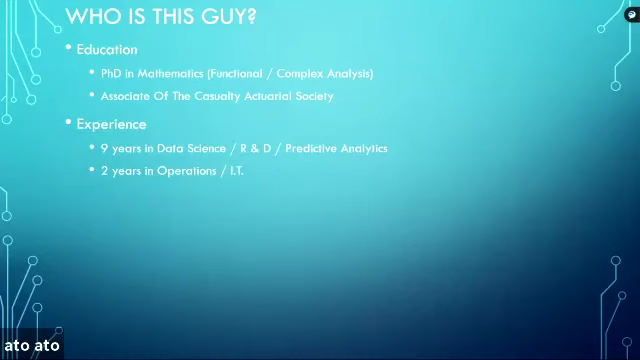 WHO IS THIS GUY?
• Education
• PhD in Mathematics (Functional / Complex Analysis)
• Associate Of The Casualty Actuarial Society
• Experience
• 9 years in Data Science / R & D / Predictive Analytics
• 2 years in Operations / I.T.
ato ato